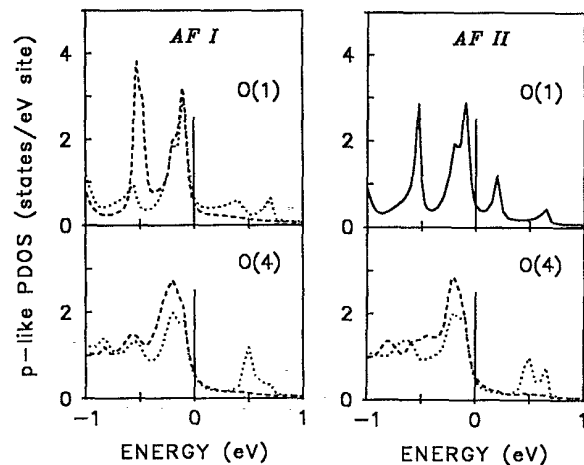 AF I
AF II
O(1)
O(1)
O(4)
O(4)
4
2
0
2
0
4
2
0
2
0
-1
0
1
-1
0
1
ENERGY (eV)
ENERGY (eV)
p-like PDOS (states/eV site)